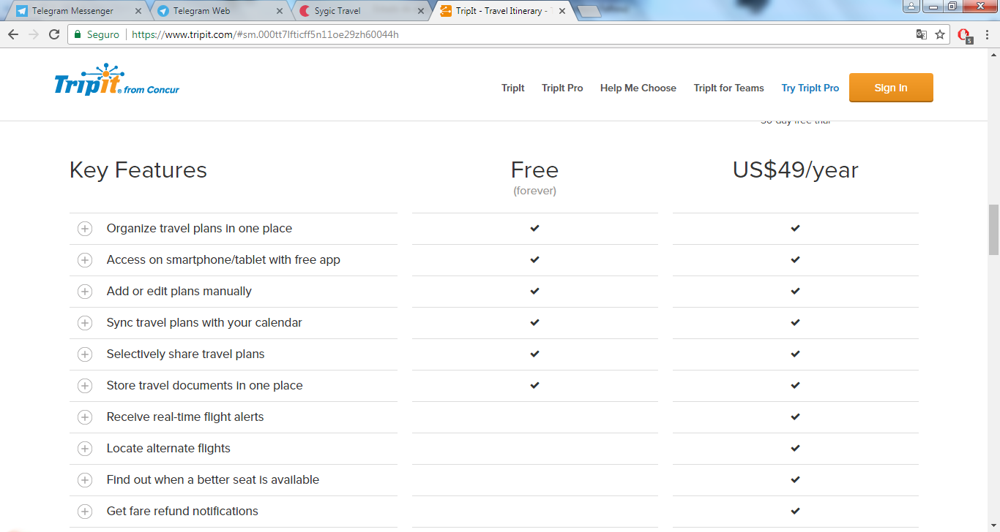 Telegram Messenger
Telegram Web
Sygic Travel
TripIt - Travel Itinerary -
Seguro https://www.tripit.com/#sm.000tt7lfticff5n11oe29zh60044h
5
TripIt® from Concur
TripIt TripIt Pro Help Me Choose TripIt for Teams Try TripIt Pro Sign In
30-day free trial
Key Features Free US$49/year
(forever)
Organize travel plans in one place
Access on smartphone/tablet with free app
Add or edit plans manually
Sync travel plans with your calendar
Selectively share travel plans
Store travel documents in one place
Receive real-time flight alerts
Locate alternate flights
Find out when a better seat is available
Get fare refund notifications